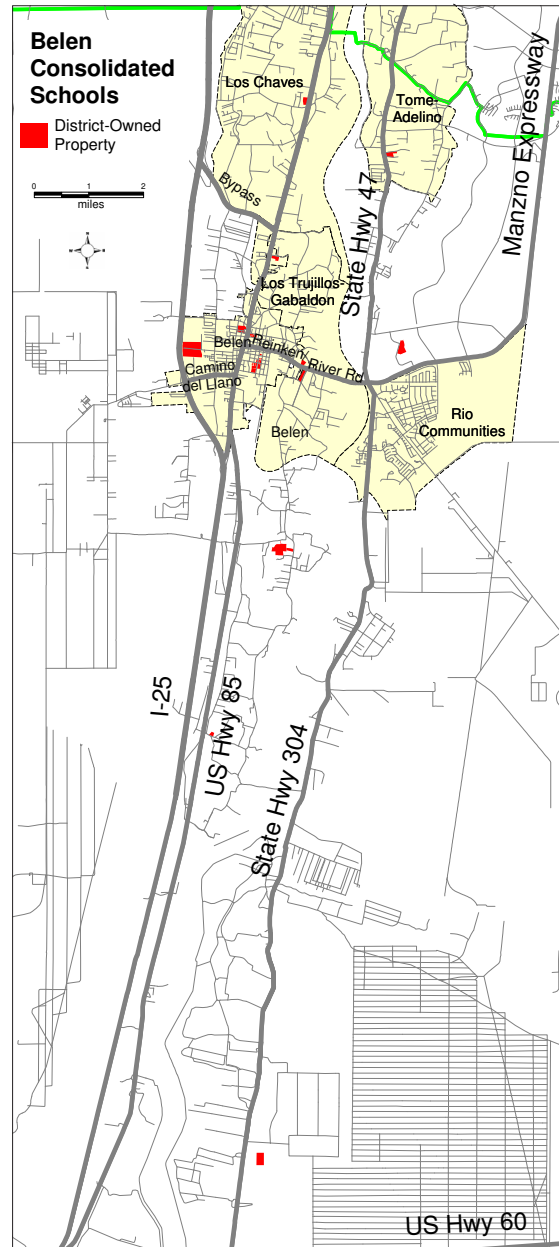 Belen
Consolidated
Schools
District-Owned
Property
0 1 2
miles
Los Chaves
Tome-
Adelino
Manzno Expressway
Bypass
State Hwy 47
Los Trujillos-
Gabaldon
Belen
Reinken
River Rd
Camino
del Llano
Belen
Rio
Communities
I-25
US Hwy 85
State Hwy 304
US Hwy 60